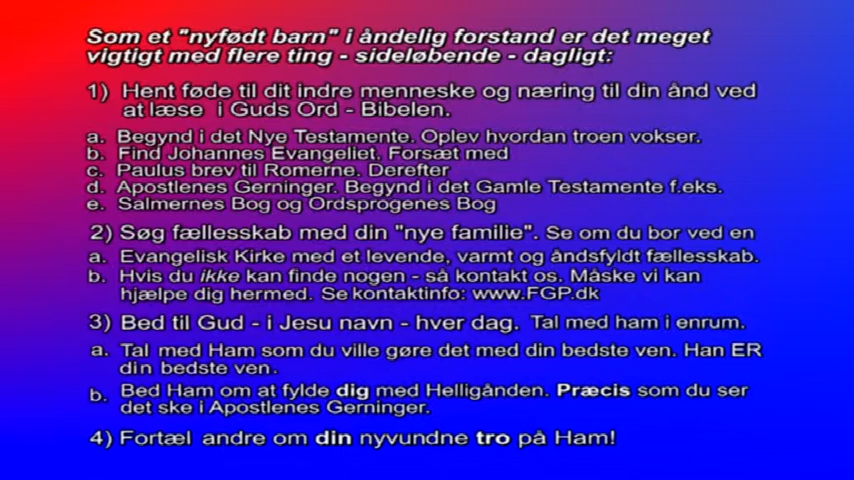 Som et "nyfødt barn" i åndelig forstand er det meget
vigtigt med flere ting - sideløbende - dagligt:
1) Hent føde til dit indre menneske og næring til din ånd ved
at læse i Guds Ord - Bibelen.
a. Begynd i det Nye Testamente. Oplev hvordan troen vokser.
b. Find Johannes Evangeliet. Forsæt med
c. Paulus brev til Romerne. Derefter
d. Apostlenes Gerninger. Begynd i det Gamle Testamente f.eks.
e. Salmernes Bog og Ordsprogenes Bog
2) Søg fællesskab med din "nye familie". Se om du bor ved en
a. Evangelisk Kirke med et levende, varmt og åndsfyldt fællesskab.
b. Hvis du ikke kan finde nogen - så kontakt os. Måske vi kan
hjælpe dig hermed. Se kontaktinfo: www.FGP.dk
3) Bed til Gud - i Jesu navn - hver dag. Tal med ham i enrum.
a. Tal med Ham som du ville gøre det med din bedste ven. Han ER
din bedste ven.
b. Bed Ham om at fylde dig med Helligånden. Præcis som du ser
det ske i Apostlenes Gerninger.
4) Fortæl andre om din nyvundne tro på Ham!